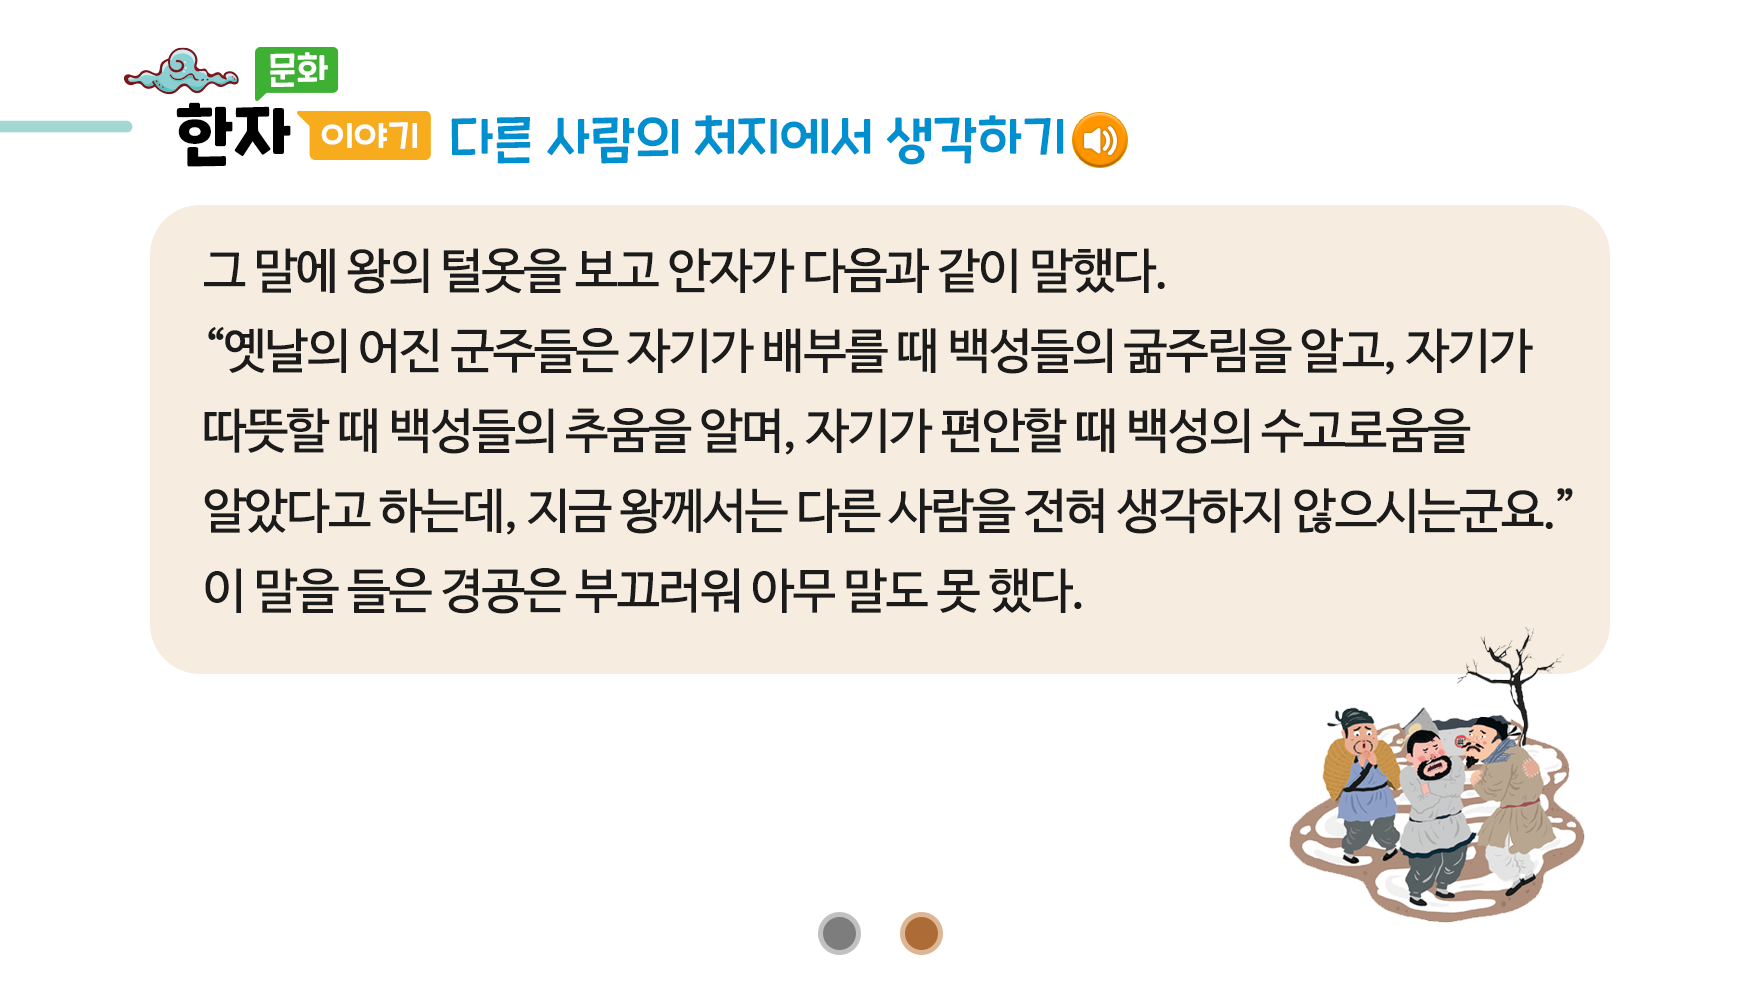 문화
한자 이야기 다른 사람의 처지에서 생각하기
그 말에 왕의 털옷을 보고 안자가 다음과 같이 말했다.
“옛날의 어진 군주들은 자기가 배부를 때 백성들의 굶주림을 알고, 자기가
따뜻할 때 백성들의 추움을 알며, 자기가 편안할 때 백성의 수고로움을
알았다고 하는데, 지금 왕께서는 다른 사람을 전혀 생각하지 않으시는군요.”
이 말을 들은 경공은 부끄러워 아무 말도 못 했다.